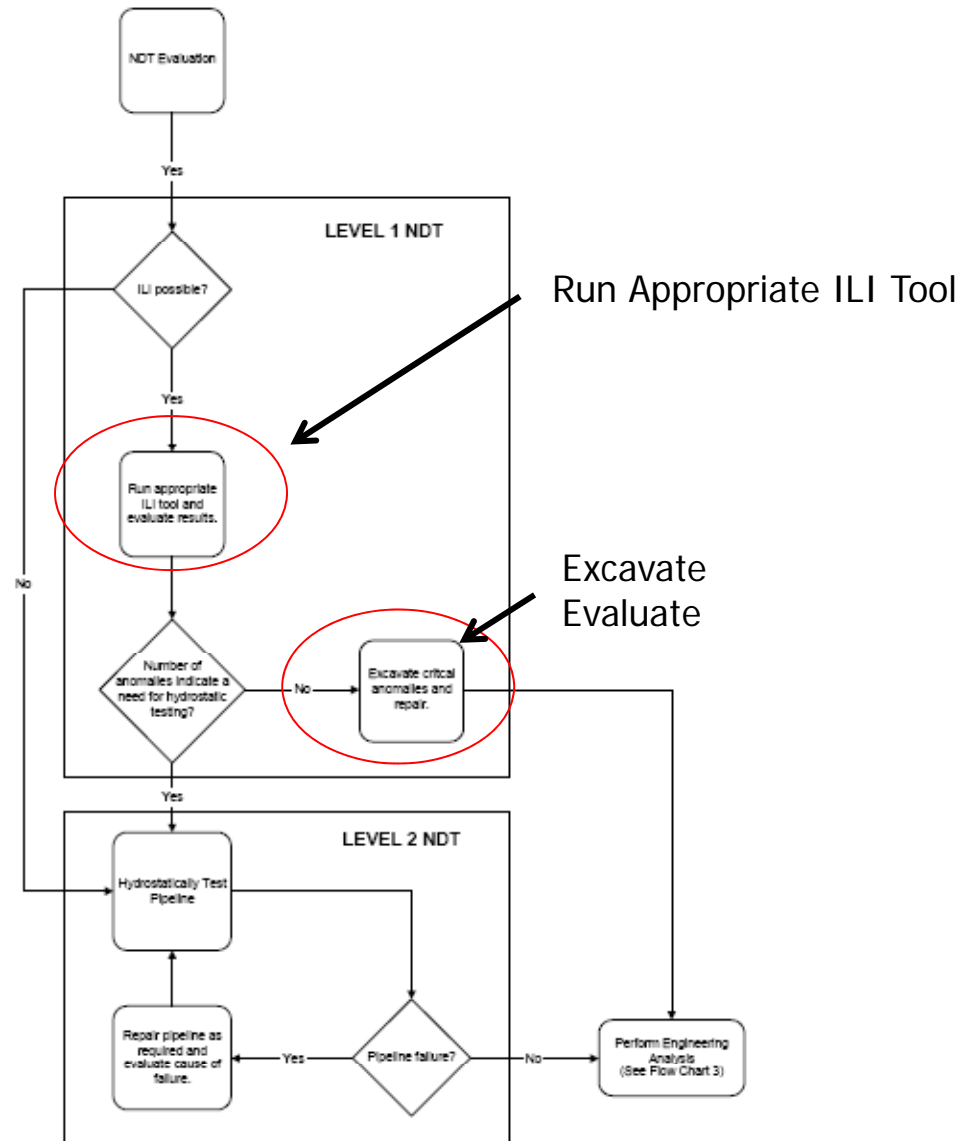 NDT Evaluation
Yes
LEVEL 1 NDT
ILI possible?
Run Appropriate ILI Tool
Yes
Run appropriate
ILI tool and
evaluate results.
No
Excavate
Evaluate
Number of
anomalies indicate a
need for hydrostatic
testing?
No
Excavate critcal
anomalies and
repair.
Yes
LEVEL 2 NDT
Hydrostatically Test
Pipeline
Repair pipeline as
required and
evaluate cause of
failure.
Yes
Pipeline failure?
No
Perform Engineering
Analysis
(See Flow Chart 3)